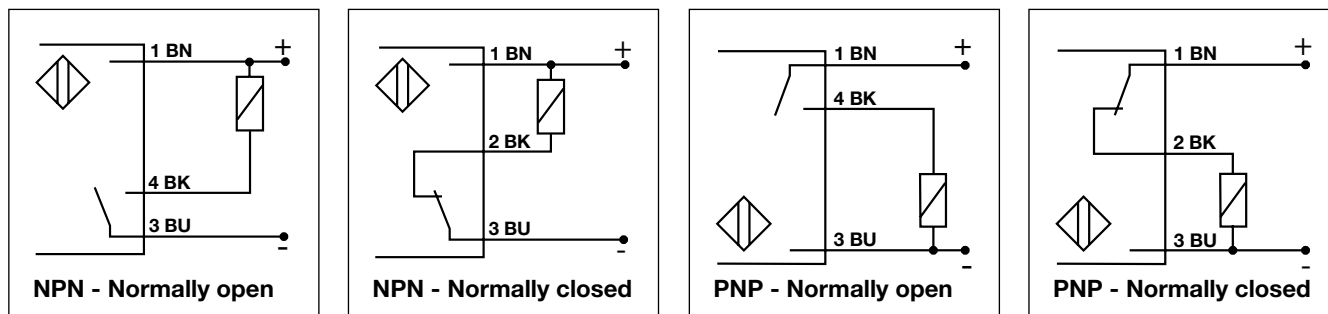 1 BN
+
4 BK
3 BU
-
NPN - Normally open
1 BN
+
2 BK
3 BU
-
NPN - Normally closed
1 BN
+
4 BK
3 BU
-
PNP - Normally open
1 BN
+
2 BK
3 BU
-
PNP - Normally closed